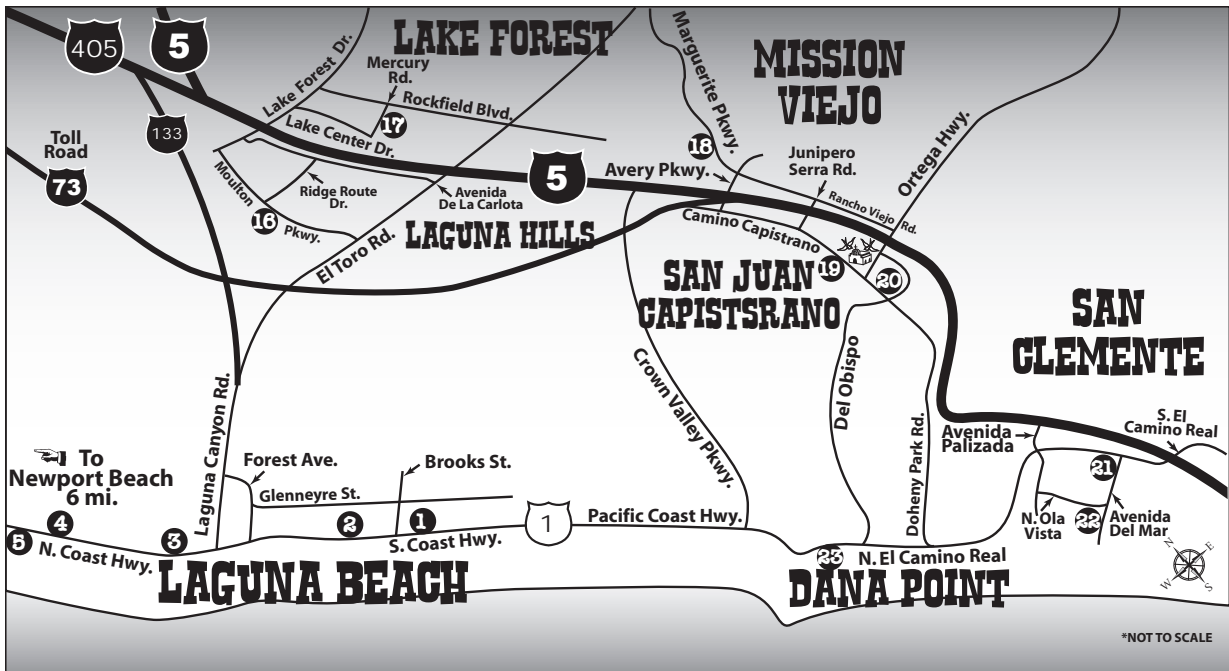 405
5
LAKE FOREST
Lake Forest Dr.
Mercury
Rd.
Rockfield Blvd.
Marguerite Pkwy.
MISSION
VIEJO
133
17
Lake Center Dr.
Toll
Road
73
18
Avery Pkwy.
Junipero
Serra Rd.
Ortega Hwy.
5
Moulton
Pkwy.
Ridge Route
Dr.
Avenida
De La Carlota
Rancho Viejo
Rd.
16
El Toro Rd.
LAGUNA HILLS
Camino Capistrano
SAN JUAN
CAPISTSRANO
19
20
SAN
CLEMENTE
Crown Valley Pkwy.
Del Obispo
Doheny Park Rd.
Laguna Canyon Rd.
Avenida
Palizada
S. El
Camino Real
To
Newport Beach
6 mi.
Forest Ave.
Brooks St.
Glenneyre St.
21
N. Ola
Vista
22
Avenida
Del Mar
5
4
N. Coast Hwy.
3
2
1
S. Coast Hwy.
1
Pacific Coast Hwy.
23
N. El Camino Real
LAGUNA BEACH
DANA POINT
N
E
W
S
*NOT TO SCALE